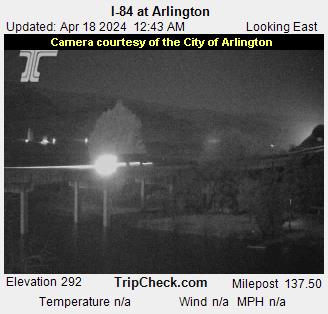 I-84 at Arlington
Updated: Apr 18 2024 12:43 AM Looking East
Camera courtesy of the City of Arlington
Elevation 292 TripCheck.com Milepost 137.50
Temperature n/a Wind n/a MPH n/a